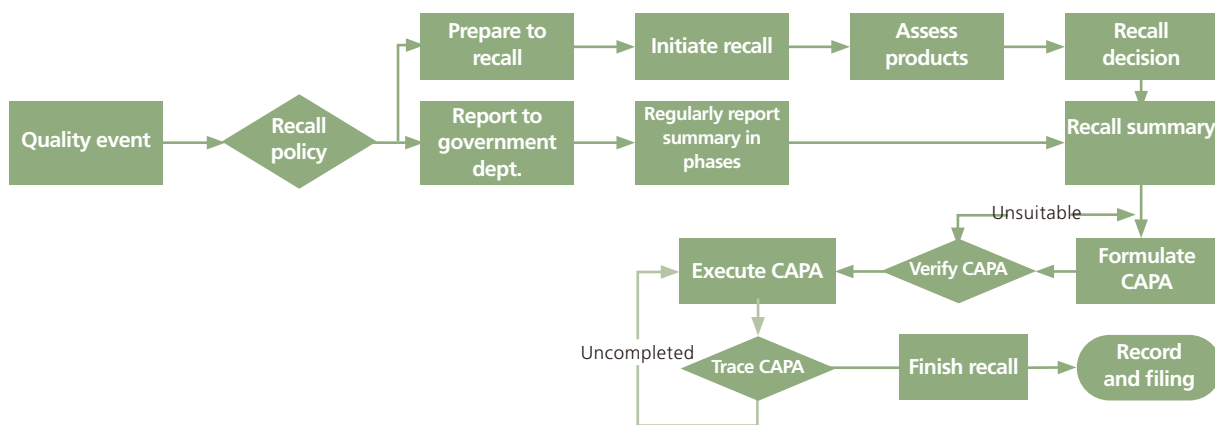 Prepare to
recall
Initiate recall
Assess
products
Recall
decision
Quality event
Recall
policy
Report to
government
dept.
Regularly report
summary in
phases
Recall summary
Unsuitable
Execute CAPA
Verify CAPA
Formulate
CAPA
Uncompleted
Trace CAPA
Finish recall
Record
and filing